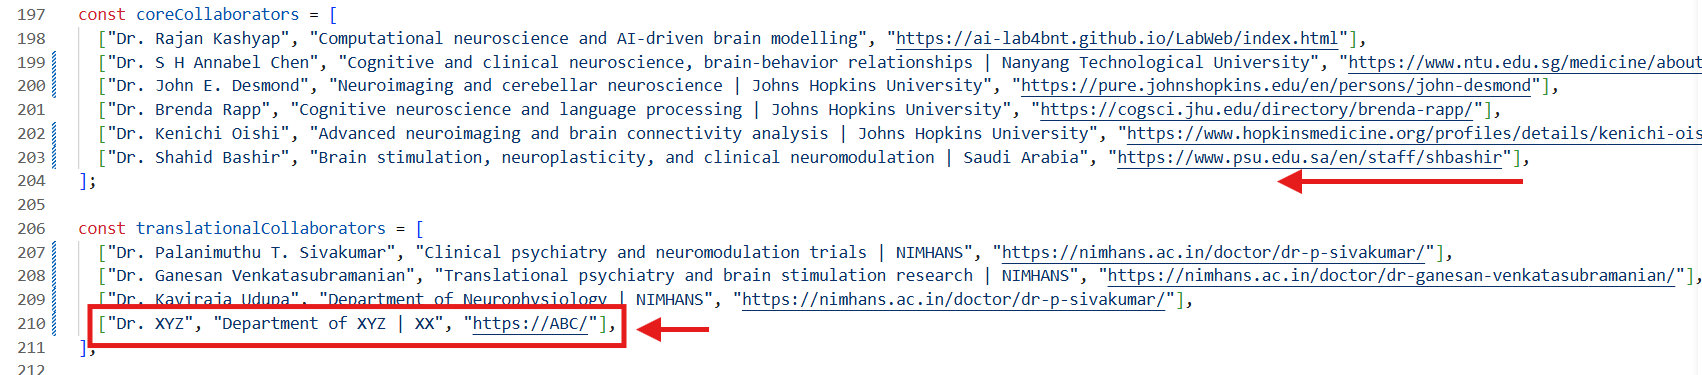 197 const coreCollaborators = [
198 ["Dr. Rajan Kashyap", "Computational neuroscience and AI-driven brain modelling", "https://ai-lab4bnt.github.io/LabWeb/index.html"],
199 ["Dr. S H Annabel Chen", "Cognitive and clinical neuroscience, brain-behavior relationships | Nanyang Technological University", "https://www.ntu.edu.sg/medicine/about
200 ["Dr. John E. Desmond", "Neuroimaging and cerebellar neuroscience | Johns Hopkins University", "https://pure.johnshopkins.edu/en/persons/john-desmond"],
201 ["Dr. Brenda Rapp", "Cognitive neuroscience and language processing | Johns Hopkins University", "https://cogsci.jhu.edu/directory/brenda-rapp/"],
202 ["Dr. Kenichi Oishi", "Advanced neuroimaging and brain connectivity analysis | Johns Hopkins University", "https://www.hopkinsmedicine.org/profiles/details/kenichi-ois
203 ["Dr. Shahid Bashir", "Brain stimulation, neuroplasticity, and clinical neuromodulation | Saudi Arabia", "https://www.psu.edu.sa/en/staff/shbashir"],
204 ];
205
206 const translationalCollaborators = [
207 ["Dr. Palanimuthu T. Sivakumar", "Clinical psychiatry and neuromodulation trials | NIMHANS", "https://nimhans.ac.in/doctor/dr-p-sivakumar/"],
208 ["Dr. Ganesan Venkatasubramanian", "Translational psychiatry and brain stimulation research | NIMHANS", "https://nimhans.ac.in/doctor/dr-ganesan-venkatasubramanian/"],
209 ["Dr. Kaviraja Udupa", "Department of Neurophysiology | NIMHANS", "https://nimhans.ac.in/doctor/dr-p-sivakumar/"],
210 ["Dr. XYZ", "Department of XYZ | XX", "https://ABC/"],
211 ];
212